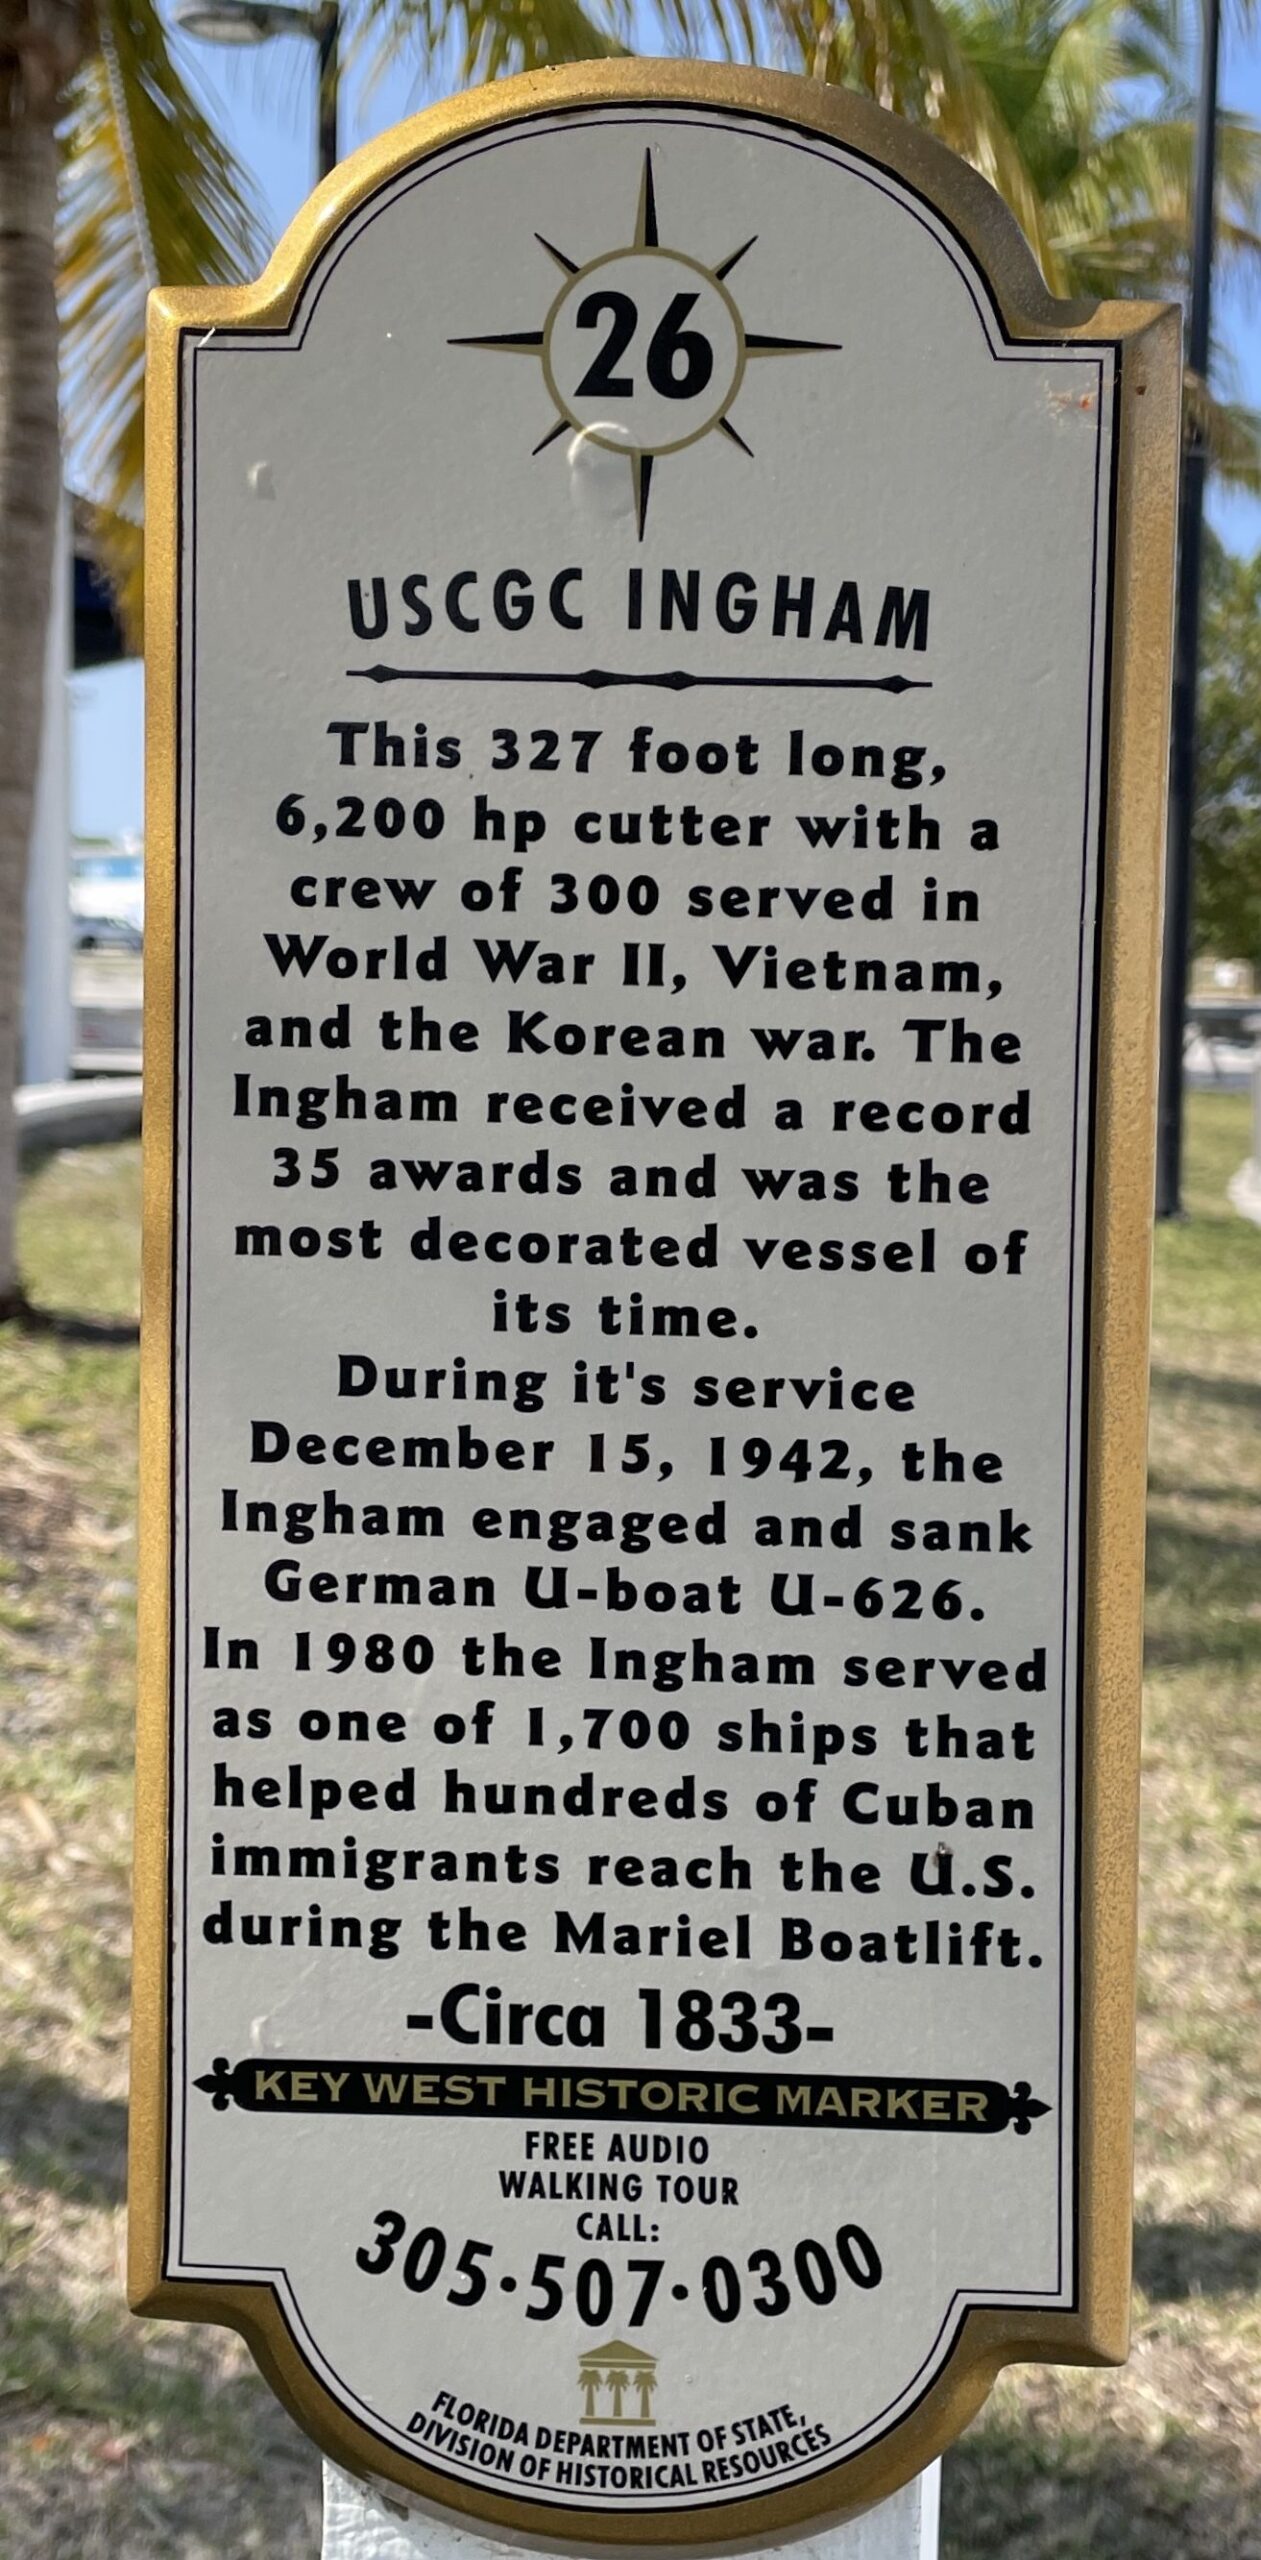 26
USCGC INGHAM
This 327 foot long,
6,200 hp cutter with a
crew of 300 served in
World War II, Vietnam,
and the Korean war. The
Ingham received a record
35 awards and was the
most decorated vessel of
its time.
During it's service
December 15, 1942, the
Ingham engaged and sank
German U-boat U-626.
In 1980 the Ingham served
as one of 1,700 ships that
helped hundreds of Cuban
immigrants reach the U.S.
during the Mariel Boatlift.
-Circa 1833-
KEY WEST HISTORIC MARKER
FREE AUDIO
WALKING TOUR
CALL:
305·507·0300
FLORIDA DEPARTMENT OF STATE,
DIVISION OF HISTORICAL RESOURCES